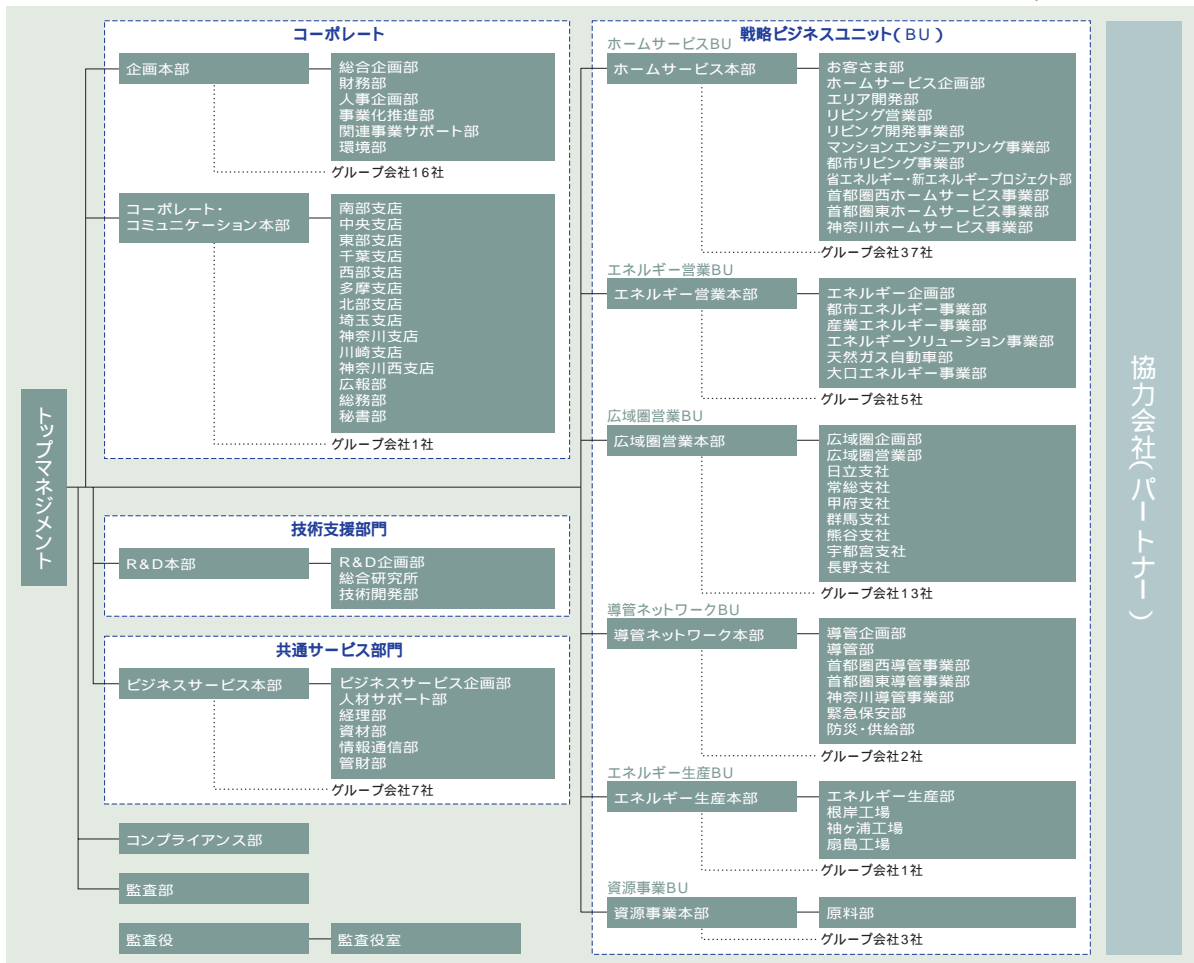 トップマネジメント
コーポレート
企画本部
総合企画部
財務部
人事企画部
事業化推進部
関連事業サポート部
環境部
グループ会社16社
コーポレート・
コミュニケーション本部
南部支店
中央支店
東部支店
千葉支店
西部支店
多摩支店
北部支店
埼玉支店
神奈川支店
川崎支店
神奈川西支店
広報部
総務部
秘書部
グループ会社1社
技術支援部門
R&D本部
R&D企画部
総合研究所
技術開発部
共通サービス部門
ビジネスサービス本部
ビジネスサービス企画部
人材サポート部
経理部
資材部
情報通信部
管財部
グループ会社7社
コンプライアンス部
監査部
監査役
監査役室
戦略ビジネスユニット(BU)
ホームサービスBU
ホームサービス本部
お客さま部
ホームサービス企画部
エリア開発部
リビング営業部
リビング開発事業部
マンションエンジニアリング事業部
都市リビング事業部
省エネルギー・新エネルギープロジェクト部
首都圏西ホームサービス事業部
首都圏東ホームサービス事業部
神奈川ホームサービス事業部
グループ会社37社
エネルギー営業BU
エネルギー営業本部
エネルギー企画部
都市エネルギー事業部
産業エネルギー事業部
エネルギーソリューション事業部
天然ガス自動車部
大口エネルギー事業部
グループ会社5社
広域圏営業BU
広域圏営業本部
広域圏企画部
広域圏営業部
日立支社
常総支社
甲府支社
群馬支社
熊谷支社
宇都宮支社
長野支社
グループ会社13社
導管ネットワークBU
導管ネットワーク本部
導管企画部
導管部
首都圏西導管事業部
首都圏東導管事業部
神奈川導管事業部
緊急保安部
防災・供給部
グループ会社2社
エネルギー生産BU
エネルギー生産本部
エネルギー生産部
根岸工場
袖ヶ浦工場
扇島工場
グループ会社1社
資源事業BU
資源事業本部
原料部
グループ会社3社
協力会社(パートナー)